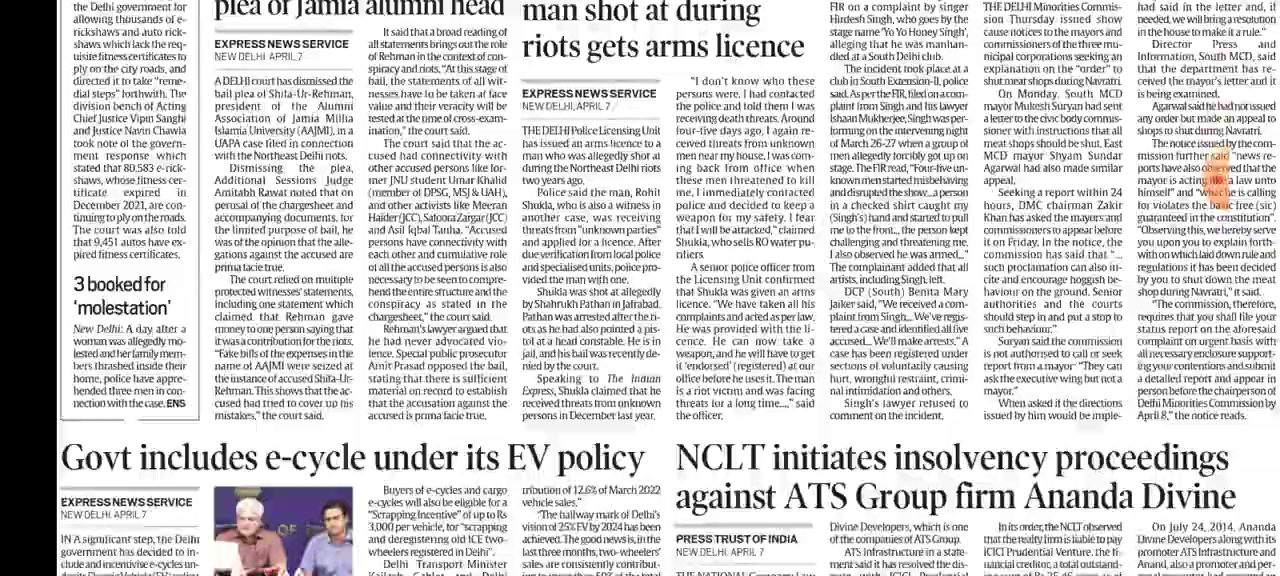 the Delhi government for
allowing thousands of e-
rickshaws and auto rick-
shaws which lack the req-
uisite fitness certificates to
ply on the city roads, and
directed it to take "reme-
dial steps" forthwith. The
division bench of Acting
Chief Justice Vipin Sanghi
and Justice Navin Chawla
took note of the govern-
ment response which
stated that 80,583 e-rick-
shaws, whose fitness cer-
tificate expired in
December 2021, are con-
tinuing to ply on the roads.
The court was also told
that 9,451 autos have ex-
pired fitness certificates.
3 booked for
'molestation'
New Delhi: A day after a
woman was allegedly mo-
lested and her family mem-
bers thrashed inside their
home, police have appre-
hended three men in con-
nection with the case. ENS
plea of Jamia alumni head
EXPRESS NEWS SERVICE
NEW DELHI, APRIL 7
A DELHI court has dismissed the
bail plea of Shifa-Ur-Rehman,
president of the Alumni
Association of Jamia Millia
Islamia University (AAJMI), in a
UAPA case filed in connection
with the Northeast Delhi riots.
Dismissing the plea,
Additional Sessions Judge
Amitabh Rawat noted that on
perusal of the chargesheet and
accompanying documents, for
the limited purpose of bail, he
was of the opinion that the alle-
gations against the accused are
prima facie true.
The court relied on multiple
protected witnesses' statements,
including one statement which
claimed that Rehman gave
money to one person saying that
it was a contribution for the riots.
"Fake bills of the expenses in the
name of AAJMI were seized at
the instance of accused Shifa-Ur-
Rehman. This shows that the ac-
cused had tried to cover up his
mistakes," the court said.
It said that a broad reading of
all statements brings out the role
of Rehman in the context of con-
spiracy and riots. "At this stage of
bail, the statements of all wit-
nesses have to be taken at face
value and their veracity will be
tested at the time of cross-exam-
ination," the court said.
The court said that the ac-
cused had connectivity with
other accused persons like for-
mer JNU student Umar Khalid
(member of DPSG, MSJ & UAH),
and other activists like Meeran
Haider (JCC), Safoora Zargar (JCC)
and Asif Iqbal Tanha. "Accused
persons have connectivity with
each other and cumulative role
of all the accused persons is also
necessary to be seen to compre-
hend the entire structure and the
conspiracy as stated in the
chargesheet," the court said.
Rehman's lawyer argued that
he had never advocated vio-
lence. Special public prosecutor
Amit Prasad opposed the bail,
stating that there is sufficient
material on record to establish
that the accusation against the
accused is prima facie true.
man shot at during
riots gets arms licence
EXPRESS NEWS SERVICE
NEW DELHI, APRIL 7
THE DELHI Police Licensing Unit
has issued an arms licence to a
man who was allegedly shot at
during the Northeast Delhi riots
two years ago.
Police said the man, Rohit
Shukla, who is also a witness in
another case, was receiving
threats from "unknown parties"
and applied for a licence. After
due verification from local police
and specialised units, police pro-
vided the man with one.
Shukla was shot at allegedly
by Shahrukh Pathan in Jafrabad.
Pathan was arrested after the ri-
ots as he had also pointed a pis-
tol at a head constable. He is in
jail, and his bail was recently de-
nied by the court.
Speaking to The Indian
Express, Shukla claimed that he
received threats from unknown
persons in December last year.
"I don't know who these
persons were. I had contacted
the police and told them I was
receiving death threats. Around
four-five days ago, I again re-
ceived threats from unknown
men near my house. I was com-
ing back from office when
these men threatened to kill
me. I immediately contacted
police and decided to keep a
weapon for my safety. I fear
that I will be attacked," claimed
Shukla, who sells RO water pu-
rifiers.
A senior police officer from
the Licensing Unit confirmed
that Shukla was given an arms
licence. "We have taken all his
complaints and acted as per law.
He was provided with the li-
cence. He can now take a
weapon, and he will have to get
it 'endorsed' (registered) at our
office before he uses it. The man
is a riot victim and was facing
threats for a long time...," said
the officer.
FIR on a complaint by singer
Hirdesh Singh, who goes by the
stage name 'Yo Yo Honey Singh',
alleging that he was manhan-
dled at a South Delhi club.
The incident took place at a
club in South Extension-II, police
said. As per the FIR, filed on a com-
plaint from Singh and his lawyer
Ishaan Mukherjee, Singh was per-
forming on the intervening night
of March 26-27 when a group of
men allegedly forcibly got up on
stage. The FIR read, "Four-five un-
known men started misbehaving
and disrupted the show...a person
in a checked shirt caught my
(Singh's) hand and started to pull
me to the front... the person kept
challenging and threatening me.
I also observed he was armed..."
The complainant added that all
artists, including Singh, left.
DCP (South) Benita Mary
Jaiker said, "We received a com-
plaint from Singh... We've regis-
tered a case and identified all five
accused... We'll make arrests." A
case has been registered under
sections of voluntarily causing
hurt, wrongful restraint, crimi-
nal intimidation and others.
Singh's lawyer refused to
comment on the incident.
THE DELHI Minorities Commis-
sion Thursday issued show
cause notices to the mayors and
commissioners of the three mu-
nicipal corporations seeking an
explanation on the "order" to
shut meat shops during Navratri.
On Monday, South MCD
mayor Mukesh Suryan had sent
a letter to the civic body commis-
sioner with instructions that all
meat shops should be shut. East
MCD mayor Shyam Sundar
Agarwal had also made similar
appeal.
Seeking a report within 24
hours, DMC chairman Zakir
Khan has asked the mayors and
commissioners to appear before
it on Friday. In the notice, the
commission has said that "...
such proclamation can also in-
cite and encourage hoggish be-
haviour on the ground. Senior
authorities and the courts
should step in and put a stop to
such behaviour."
Suryan said the commission
is not authorised to call or seek
report from a mayor. "They can
ask the executive wing but not a
mayor."
When asked if the directions
issued by him would be imple-
had said in the letter and, if
needed, we will bring a resolution
in the house to make it a rule."
Director Press and
Information, South MCD, said
that the department has re-
ceived the mayor's letter and it
is being examined.
Agarwal said he had not issued
any order but made an appeal to
shops to shut during Navratri.
The notice issued by the com-
mission further said "news re-
ports have also observed that the
mayor is acting like a law unto
himself" and "what he is calling
for violates the basic free (sic)
guaranteed in the constitution".
"Observing this, we hereby serve
you upon you to explain forth-
with on which laid down rule and
regulations it has been decided
by you to shut down the meat
shop during Navratri," it said.
"The commission, therefore,
requires that you shall file your
status report on the aforesaid
complaint on urgent basis with
all necessary enclosure support-
ing your contentions and submit
a detailed report and appear in
person before the chairperson of
Delhi Minorities Commission by
April 8," the notice reads.
Govt includes e-cycle under its EV policy
EXPRESS NEWS SERVICE
NEW DELHI, APRIL 7
IN A significant step, the Delhi
government has decided to in-
clude and incentivise e-cycles un-
Buyers of e-cycles and cargo
e-cycles will also be eligible for a
"Scrapping Incentive" of up to Rs
3,000 per vehicle, for "scrapping
and deregistering old ICE two-
wheelers registered in Delhi".
Delhi Transport Minister
Kailash Gahlot and Delhi
tribution of 12.6% of March 2022
vehicle sales."
"The hallmark mark of Delhi's
vision of 25% EV by 2024 has been
achieved. The good news is, in the
last three months, two-wheelers'
sales are consistently contribut-
NCLT initiates insolvency proceedings
against ATS Group firm Ananda Divine
PRESS TRUST OF INDIA
NEW DELHI, APRIL 7
THE NATIONAL Company Law
Divine Developers, which is one
of the companies of ATS Group.
ATS Infrastructure in a state-
ment said it has resolved the dis-
In its order, the NCLT observed
that the realty firm is liable to pay
ICICI Prudential Venture, the fi-
nancial creditor, a total outstand-
On July 24, 2014, Ananda
Divine Developers along with its
promoter ATS Infrastructure and
Anand, also a promoter and per-